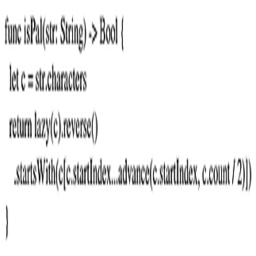 func isPal(str: String) -> Bool {
let c = str.characters
return lazy(c).reverse()
.startsWith(c[c.startIndex...advance(c.startIndex, c.count / 2)])
}